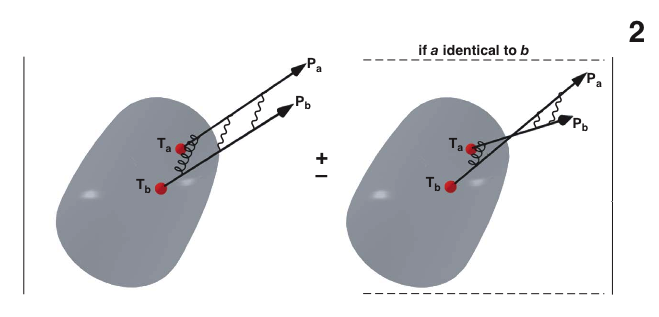 2
if a identical to b
Pa
Pb
Ta
Tb
+
−
Pa
Pb
Ta
Tb